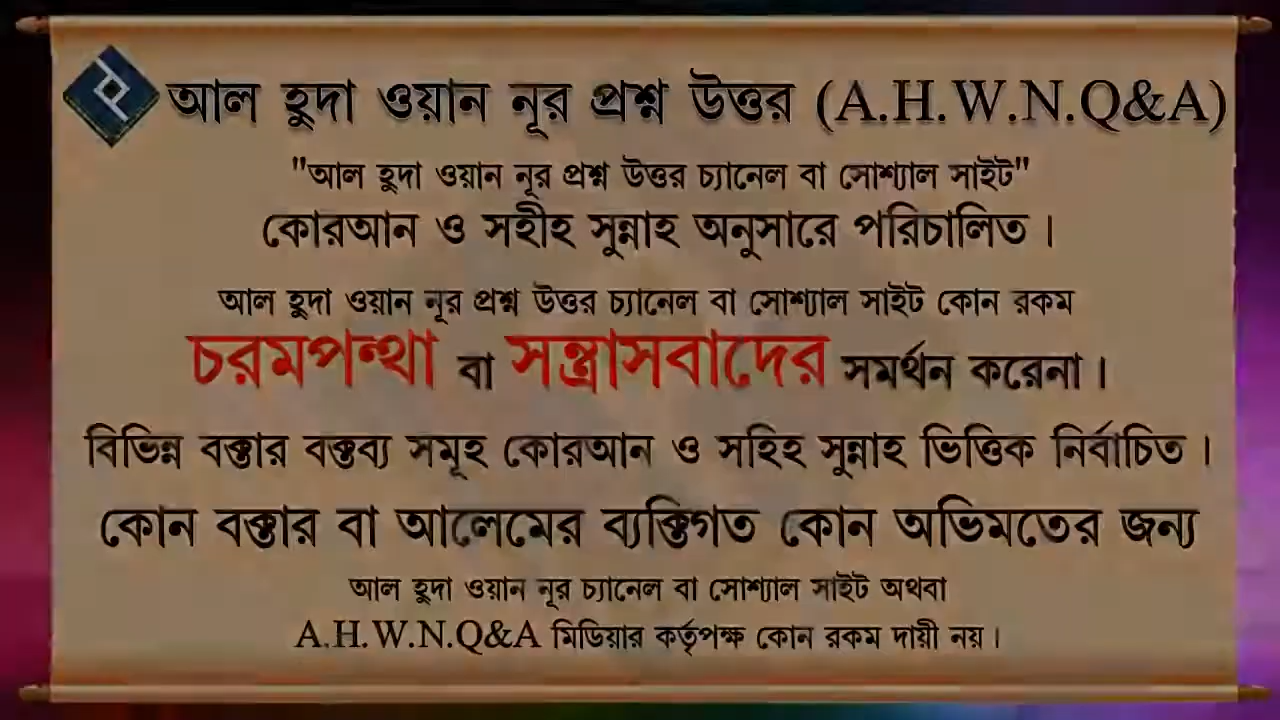 আল হুদা ওয়ান নূর প্রশ্ন উত্তর (A.H.W.N.Q&A)
"আল হুদা ওয়ান নূর প্রশ্ন উত্তর চ্যানেল বা সোশ্যাল সাইট"
কোরআন ও সহীহ সুন্নাহ অনুসারে পরিচালিত ।
আল হুদা ওয়ান নূর প্রশ্ন উত্তর চ্যানেল বা সোশ্যাল সাইট কোন রকম
চরমপন্থা বা সন্ত্রাসবাদের সমর্থন করেনা ।
বিভিন্ন বক্তার বক্তব্য সমূহ কোরআন ও সহিহ সুন্নাহ ভিত্তিক নির্বাচিত ।
কোন বক্তার বা আলেমের ব্যক্তিগত কোন অভিমতের জন্য
আল হুদা ওয়ান নূর চ্যানেল বা সোশ্যাল সাইট অথবা
A.H.W.N.Q&A মিডিয়ার কর্তৃপক্ষ কোন রকম দায়ী নয় ।